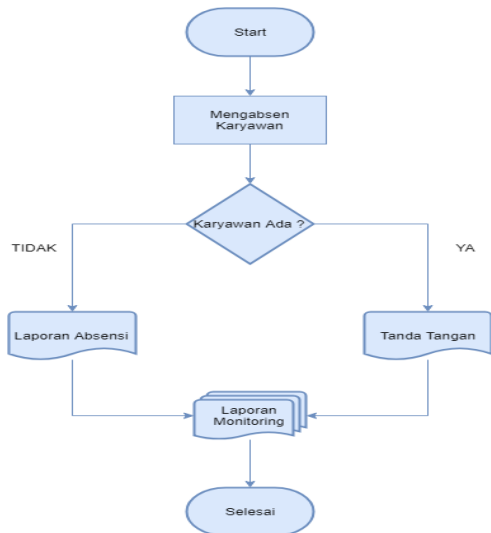 Start
Mengabsen
Karyawan
Karyawan Ada ?
TIDAK
YA
Laporan Absensi
Tanda Tangan
Laporan
Monitoring
Selesai